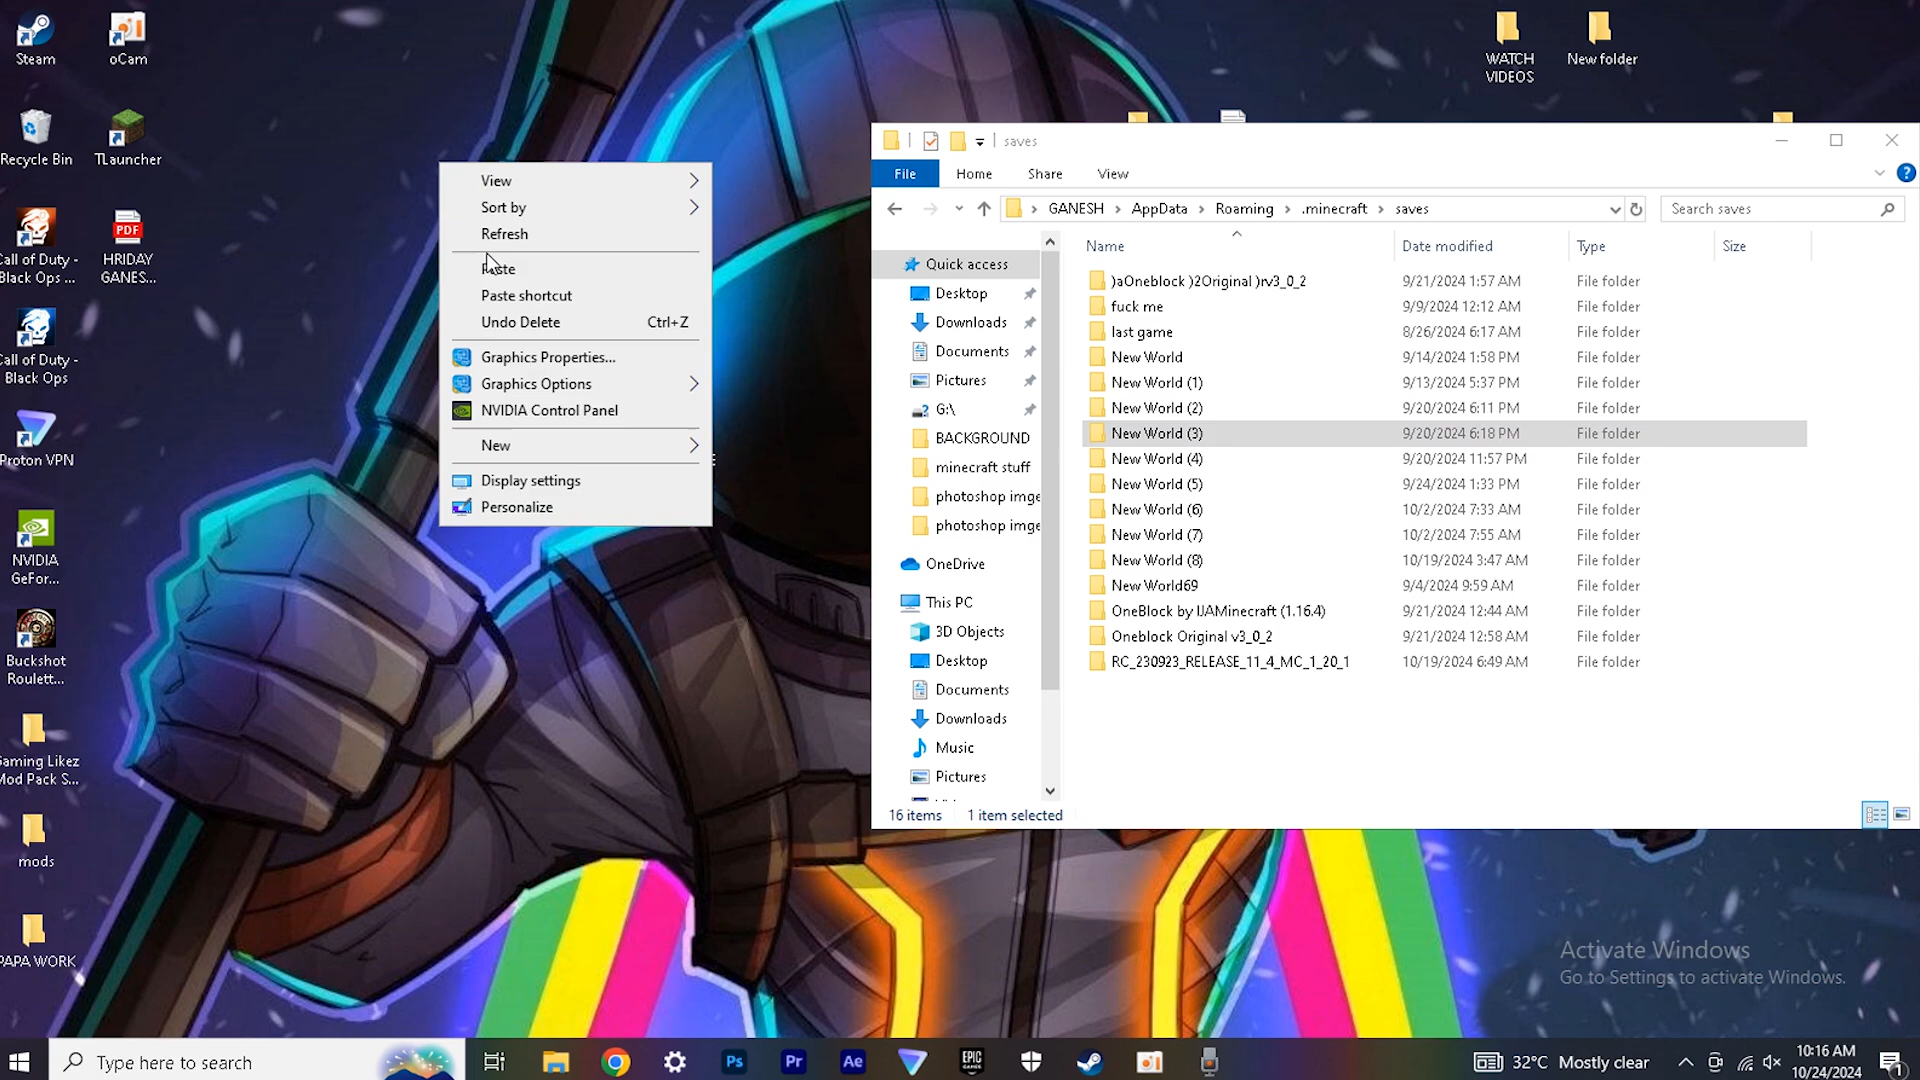 Steam
oCam
Recycle Bin
TLauncher
Call of Duty -
Black Ops ...
PDF
HRIDAY
GANES...
Call of Duty -
Black Ops
Proton VPN
NVIDIA
GeFor...
Buckshot
Roulett...
Gaming Likez
Mod Pack S...
mods
PAPA WORK
WATCH
VIDEOS
New folder
View
Sort by
Refresh
Paste
Paste shortcut
Undo Delete Ctrl+Z
Graphics Properties...
Graphics Options
NVIDIA Control Panel
New
Display settings
Personalize
saves
File Home Share View
GANESH > AppData > Roaming > .minecraft > saves
Search saves
Quick access
Desktop
Downloads
Documents
Pictures
G:\
BACKGROUND
minecraft stuff
photoshop imge
photoshop imge
OneDrive
This PC
3D Objects
Desktop
Documents
Downloads
Music
Pictures
Name Date modified Type Size
)aOneblock )2Original )rv3_0_2 9/21/2024 1:57 AM File folder
fuck me 9/9/2024 12:12 AM File folder
last game 8/26/2024 6:17 AM File folder
New World 9/14/2024 1:58 PM File folder
New World (1) 9/13/2024 5:37 PM File folder
New World (2) 9/20/2024 6:11 PM File folder
New World (3) 9/20/2024 6:18 PM File folder
New World (4) 9/20/2024 11:57 PM File folder
New World (5) 9/24/2024 1:33 PM File folder
New World (6) 10/2/2024 7:33 AM File folder
New World (7) 10/2/2024 7:55 AM File folder
New World (8) 10/19/2024 3:47 AM File folder
New World69 9/4/2024 9:59 AM File folder
OneBlock by IJAMinecraft (1.16.4) 9/21/2024 12:44 AM File folder
Oneblock Original v3_0_2 9/21/2024 12:58 AM File folder
RC_230923_RELEASE_11_4_MC_1_20_1 10/19/2024 6:49 AM File folder
16 items 1 item selected
Activate Windows
Go to Settings to activate Windows.
Type here to search
Ps
Pr
Ae
EPIC
GAMES
32°C Mostly clear
10:16 AM
10/24/2024
1